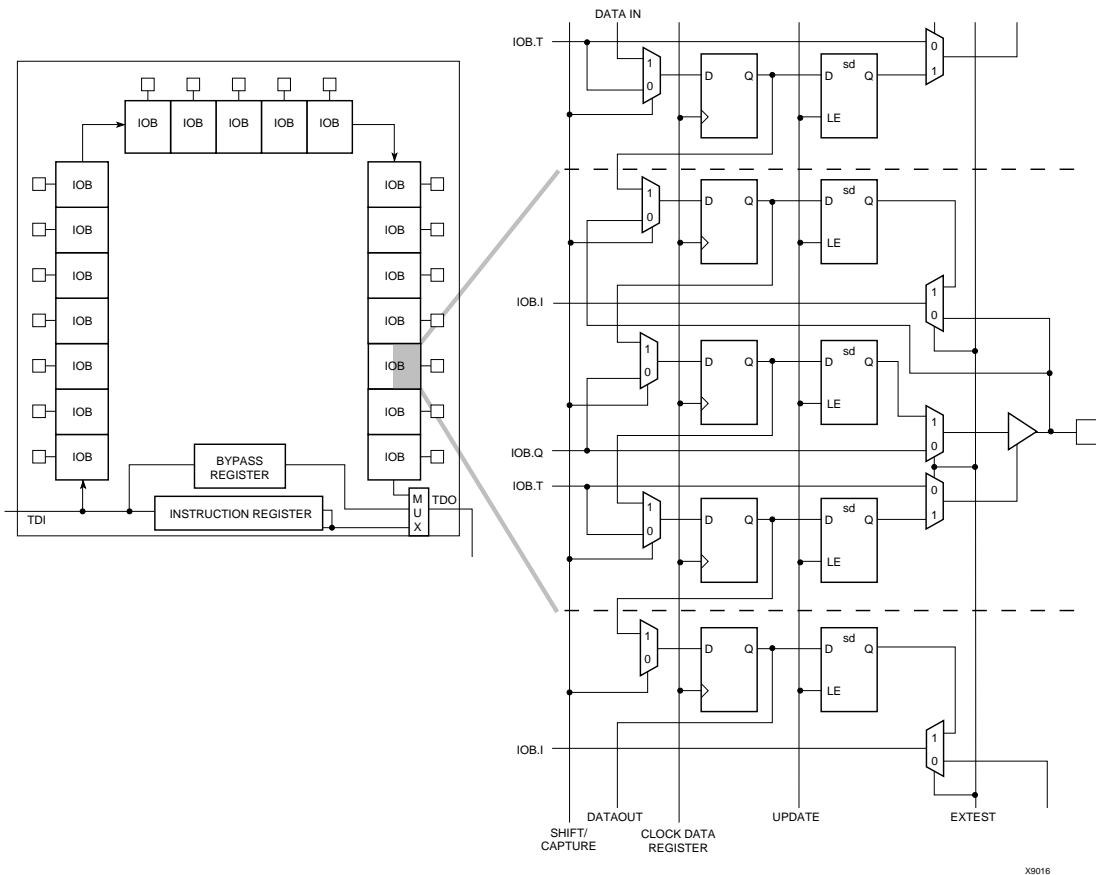 DATA IN
IOB.T
1
0
D Q
D sd Q
LE
0
1
IOB IOB IOB IOB IOB
IOB
IOB
IOB
IOB
IOB
IOB
IOB
IOB
IOB
IOB
IOB
IOB
IOB
IOB
BYPASS
REGISTER
INSTRUCTION REGISTER
TDI
M
U
X
TDO
1
0
D Q
D sd Q
LE
IOB.I
1
0
1
0
D Q
D sd Q
LE
IOB.Q
1
0
IOB.T
0
1
1
0
D Q
D sd Q
LE
1
0
D Q
D sd Q
LE
IOB.I
1
0
SHIFT/
CAPTURE
DATAOUT
CLOCK DATA
REGISTER
UPDATE
EXTEST
X9016